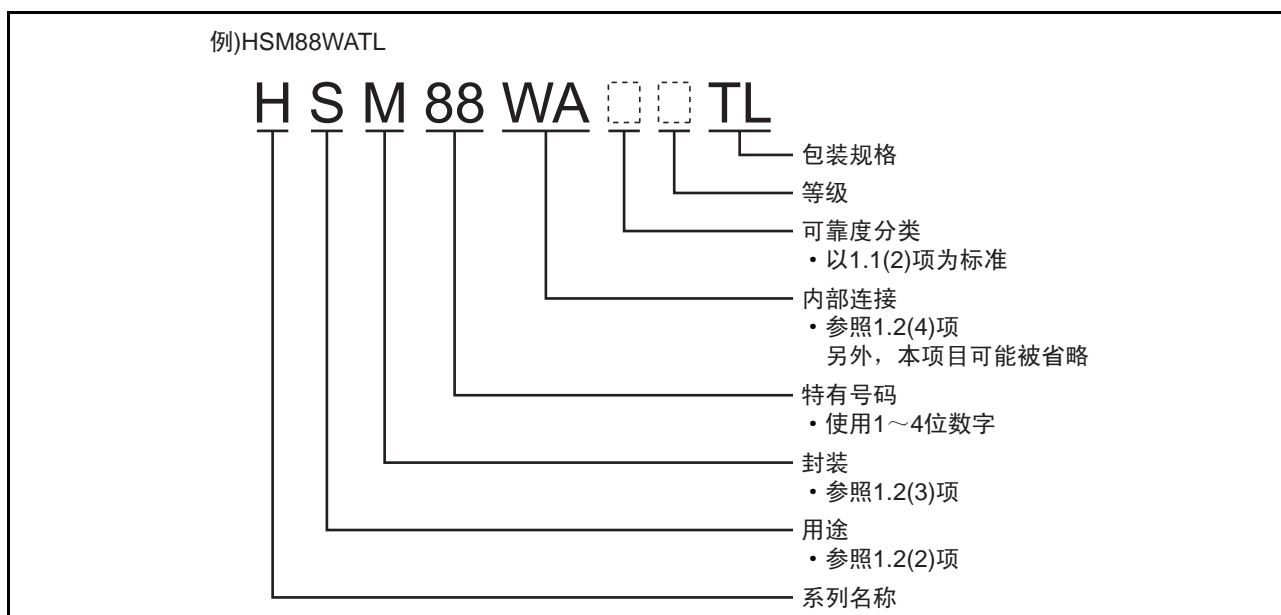 例)HSM88WATL
H S M 88 WA TL
包装规格
等级
可靠度分类
・以1.1(2)项为标准
内部连接
・参照1.2(4)项
另外，本项目可能被省略
特有号码
・使用1～4位数字
封装
・参照1.2(3)项
用途
・参照1.2(2)项
系列名称